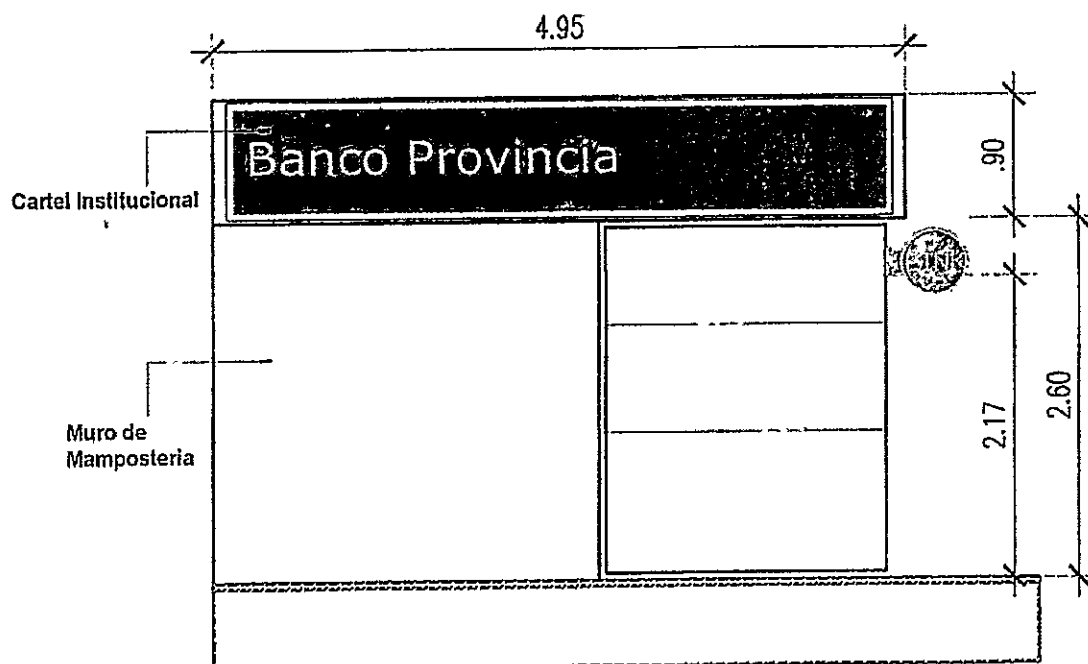 4.95
Banco Provincia
.90
Cartel Institucional
2.17
2.60
Muro de
Mamposteria